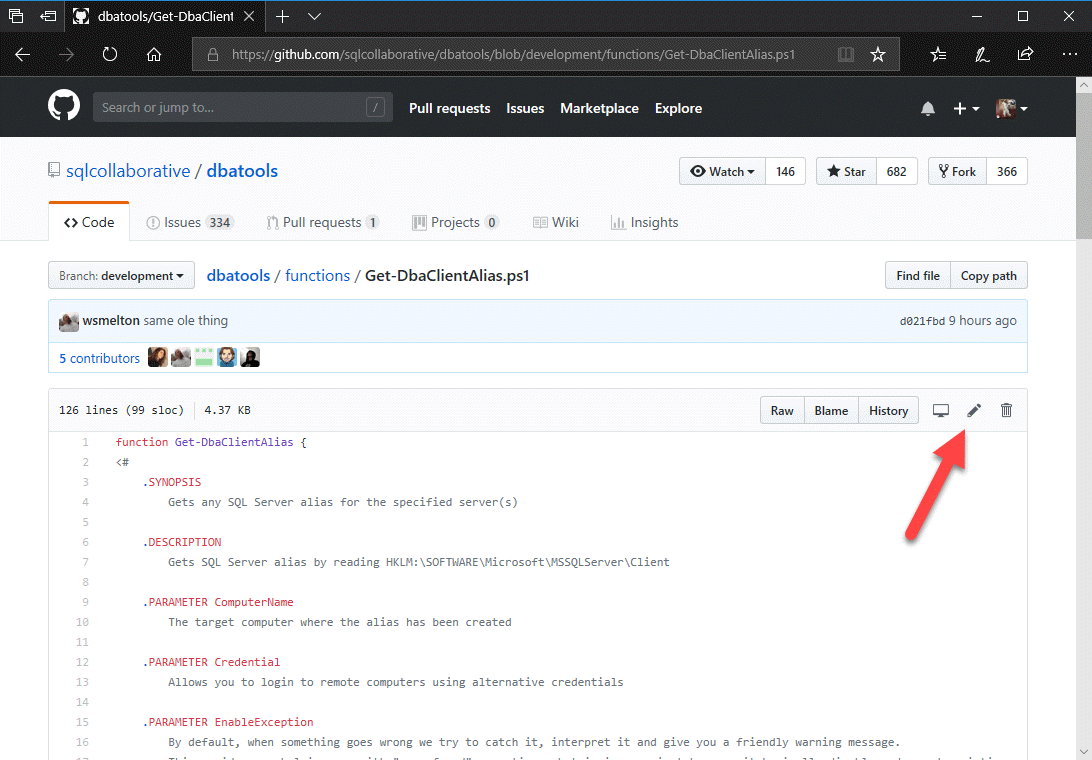 dbatools/Get-DbaClient
https://github.com/sqlcollaborative/dbatools/blob/development/functions/Get-DbaClientAlias.ps1
Search or jump to... / Pull requests Issues Marketplace Explore
sqlcollaborative / dbatools Watch 146 Star 682 Fork 366
Code Issues 334 Pull requests 1 Projects 0 Wiki Insights
Branch: development dbatools / functions / Get-DbaClientAlias.ps1 Find file Copy path
wsmelton same ole thing d021fbd 9 hours ago
5 contributors
126 lines (99 sloc) 4.37 KB Raw Blame History
1 function Get-DbaClientAlias {
2 <#
3 .SYNOPSIS
4 Gets any SQL Server alias for the specified server(s)
5
6 .DESCRIPTION
7 Gets SQL Server alias by reading HKLM:\SOFTWARE\Microsoft\MSSQLServer\Client
8
9 .PARAMETER ComputerName
10 The target computer where the alias has been created
11
12 .PARAMETER Credential
13 Allows you to login to remote computers using alternative credentials
14
15 .PARAMETER EnableException
16 By default, when something goes wrong we try to catch it, interpret it and give you a friendly warning message.